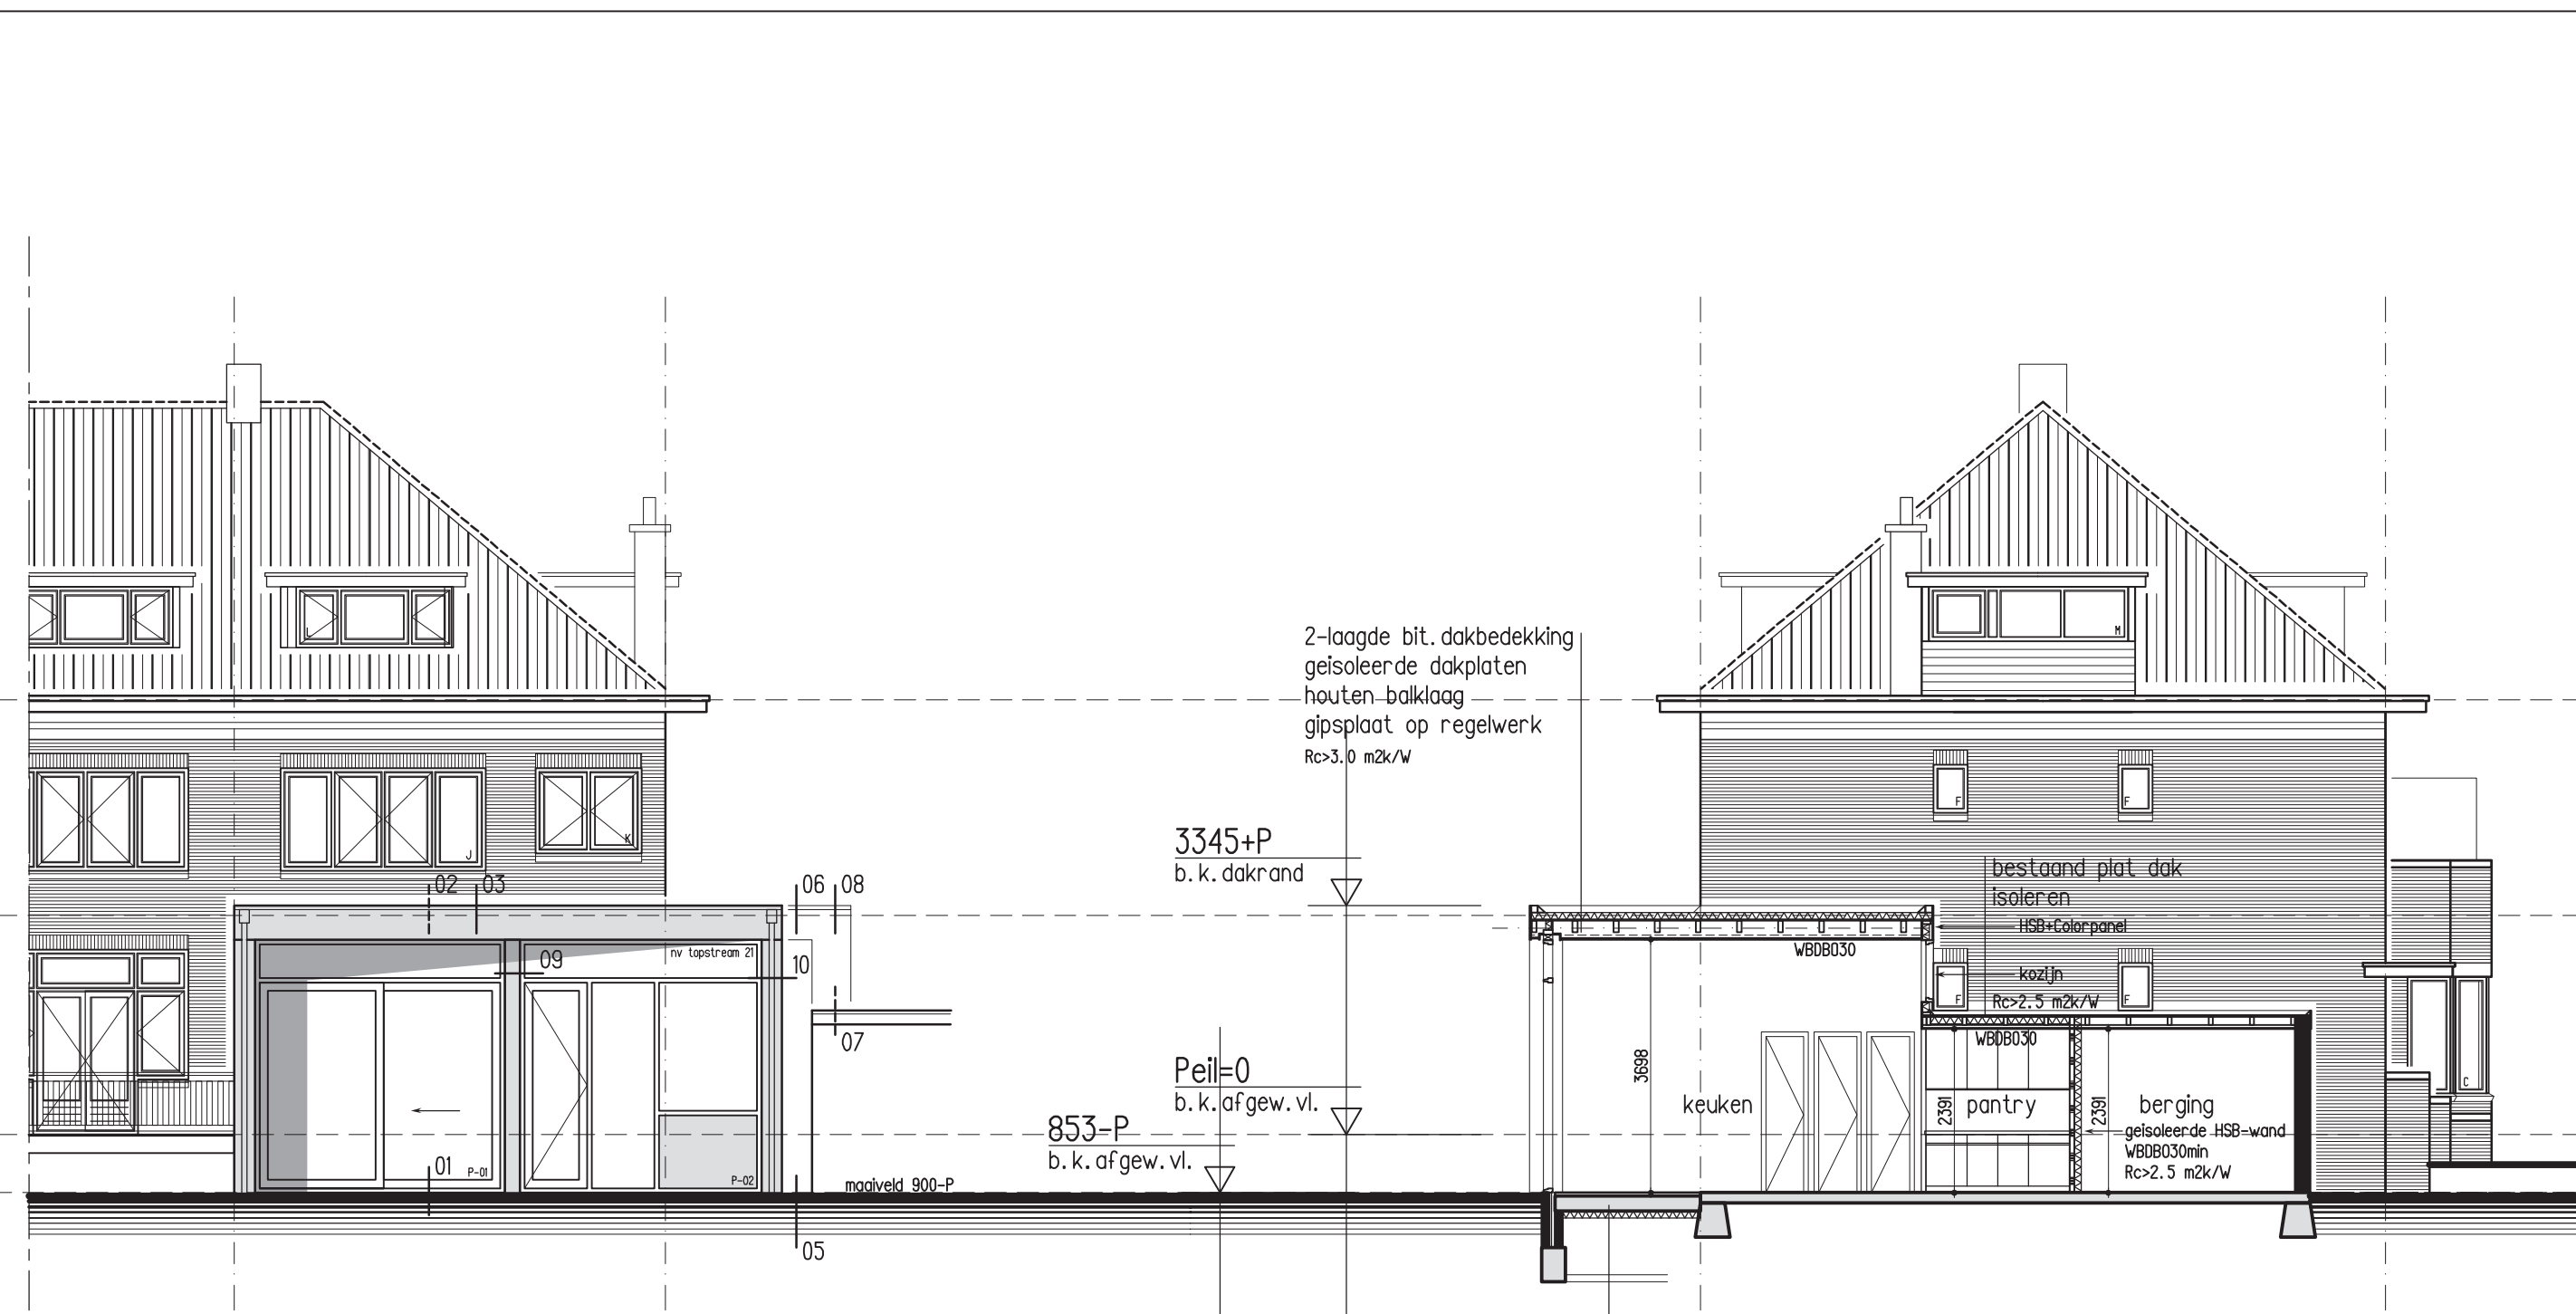 2-laagde bit. dakbedekking
geisoleerde dakplaten
houten balklaag
gipsplaat op regelwerk
Rc>3.0 m2k/W
3345+P
b.k.dakrand
Peil=0
b.k.afgew.vl.
853-P
b.k.afgew.vl.
maaiveld 900-P
L
J
K
02
03
06
08
09
nv topstream 21
10
07
01
P-01
P-02
05
M
F
F
bestaand plat dak
isoleren
HSB+Colorpanel
WBDBO30
kozijn
F
Rc>2.5 m2k/W
F
WBDBO30
3698
keuken
2391
pantry
2391
berging
geisoleerde HSB-wand
WBDBO30min
Rc>2.5 m2k/W
C